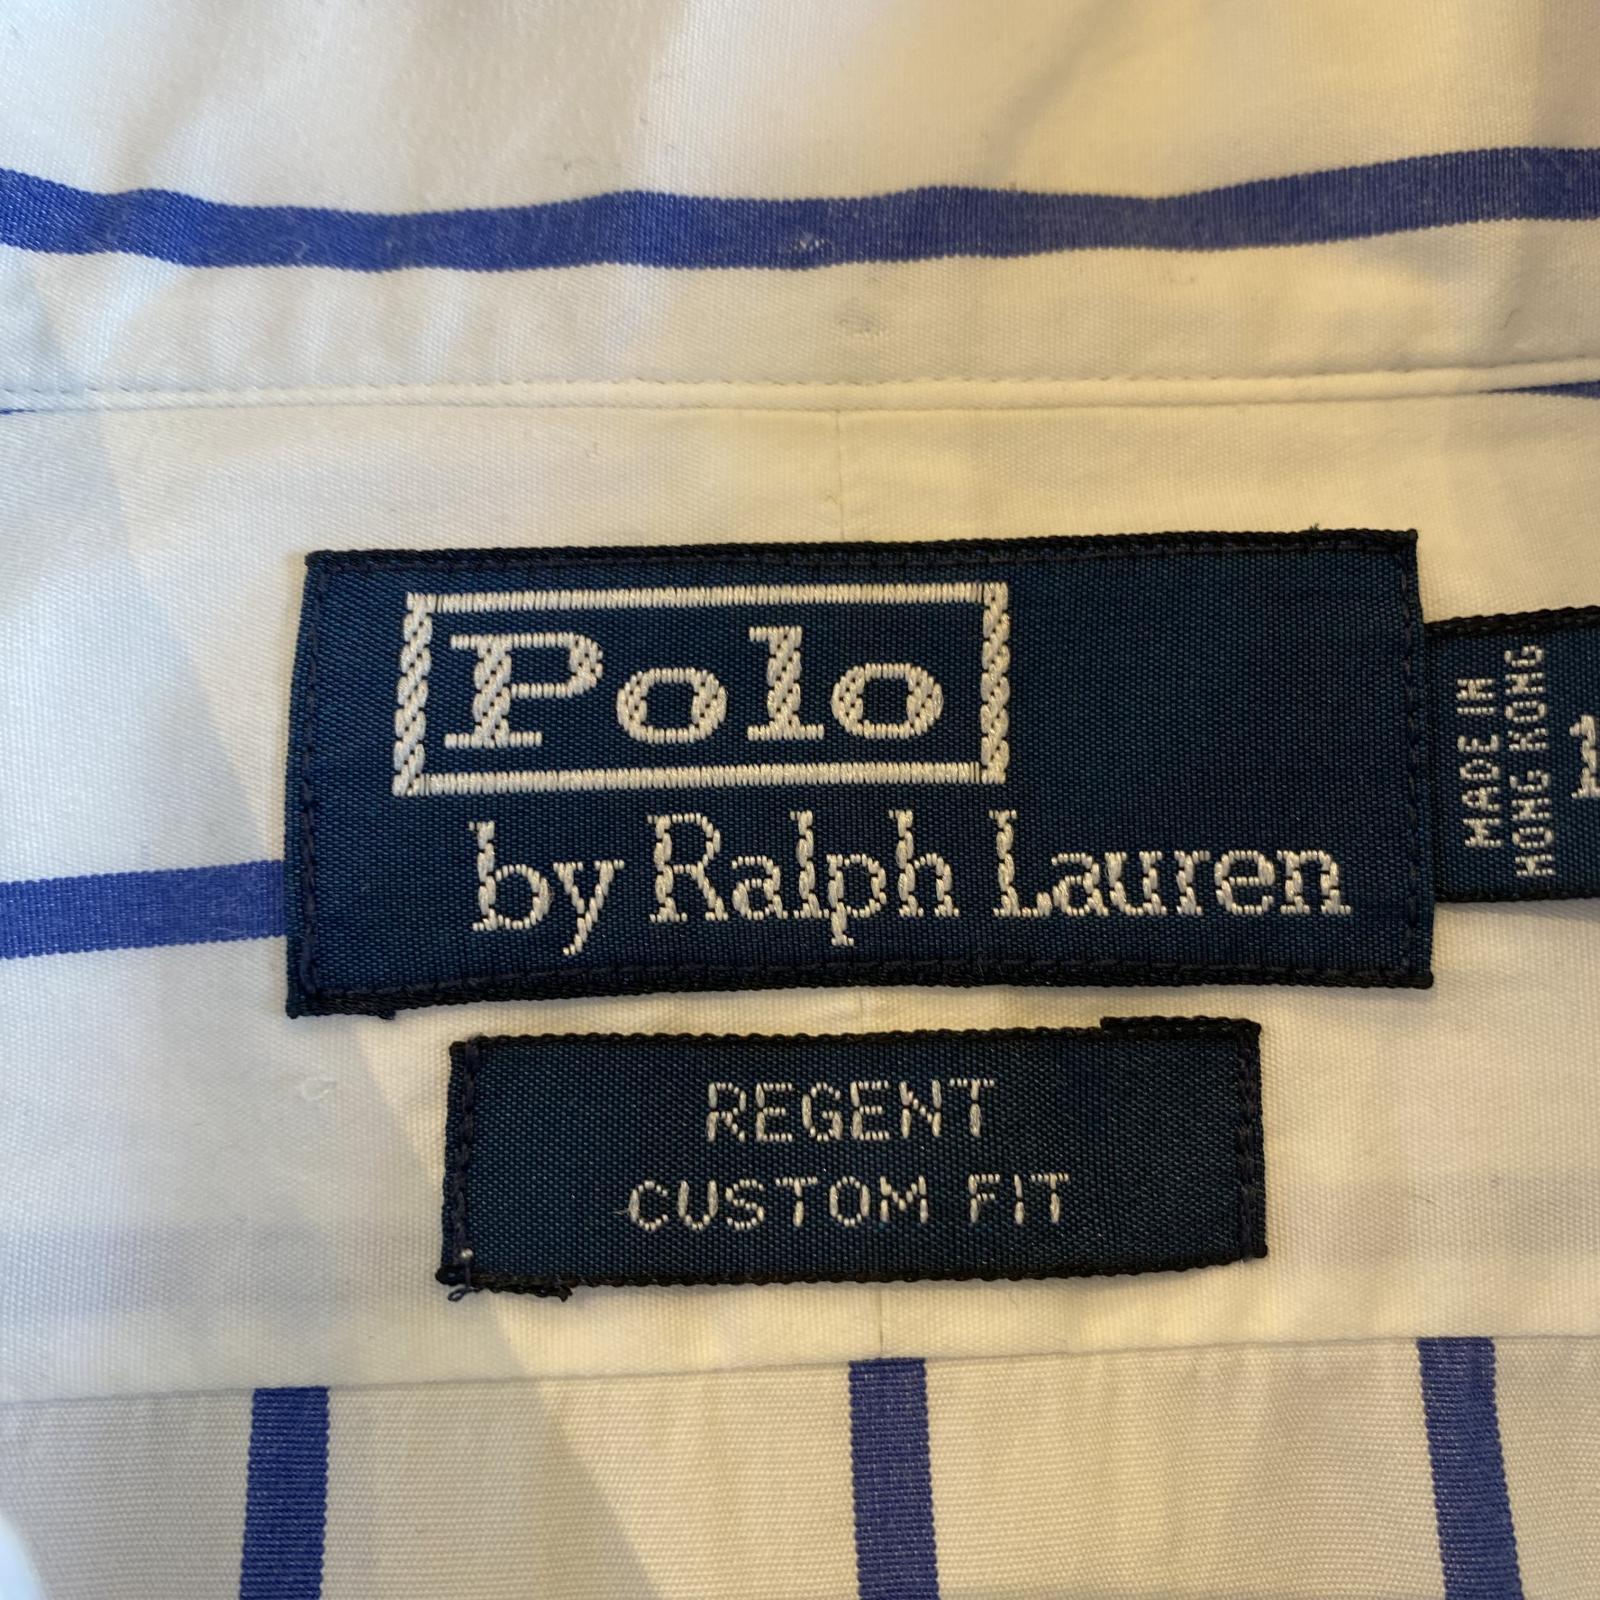 Polo
by Ralph Lauren
MADE IN
HONG KONG
REGENT
CUSTOM FIT